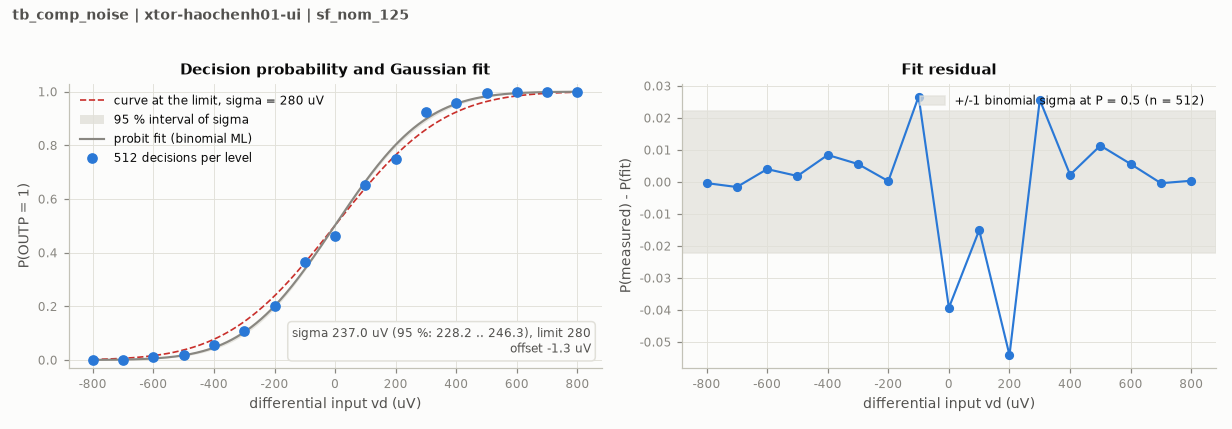 tb_comp_noise | xtor-haochenh01-ui | sf_nom_125
Decision probability and Gaussian fit
P(OUTP = 1)
1.0
0.8
0.6
0.4
0.2
0.0
curve at the limit, sigma = 280 uV
95 % interval of sigma
probit fit (binomial ML)
512 decisions per level
sigma 237.0 uV (95 %: 228.2 .. 246.3), limit 280
offset -1.3 uV
-800 -600 -400 -200 0 200 400 600 800
differential input vd (uV)
Fit residual
P(measured) - P(fit)
0.03
0.02
0.01
0.00
-0.01
-0.02
-0.03
-0.04
-0.05
+/-1 binomial sigma at P = 0.5 (n = 512)
-800 -600 -400 -200 0 200 400 600 800
differential input vd (uV)